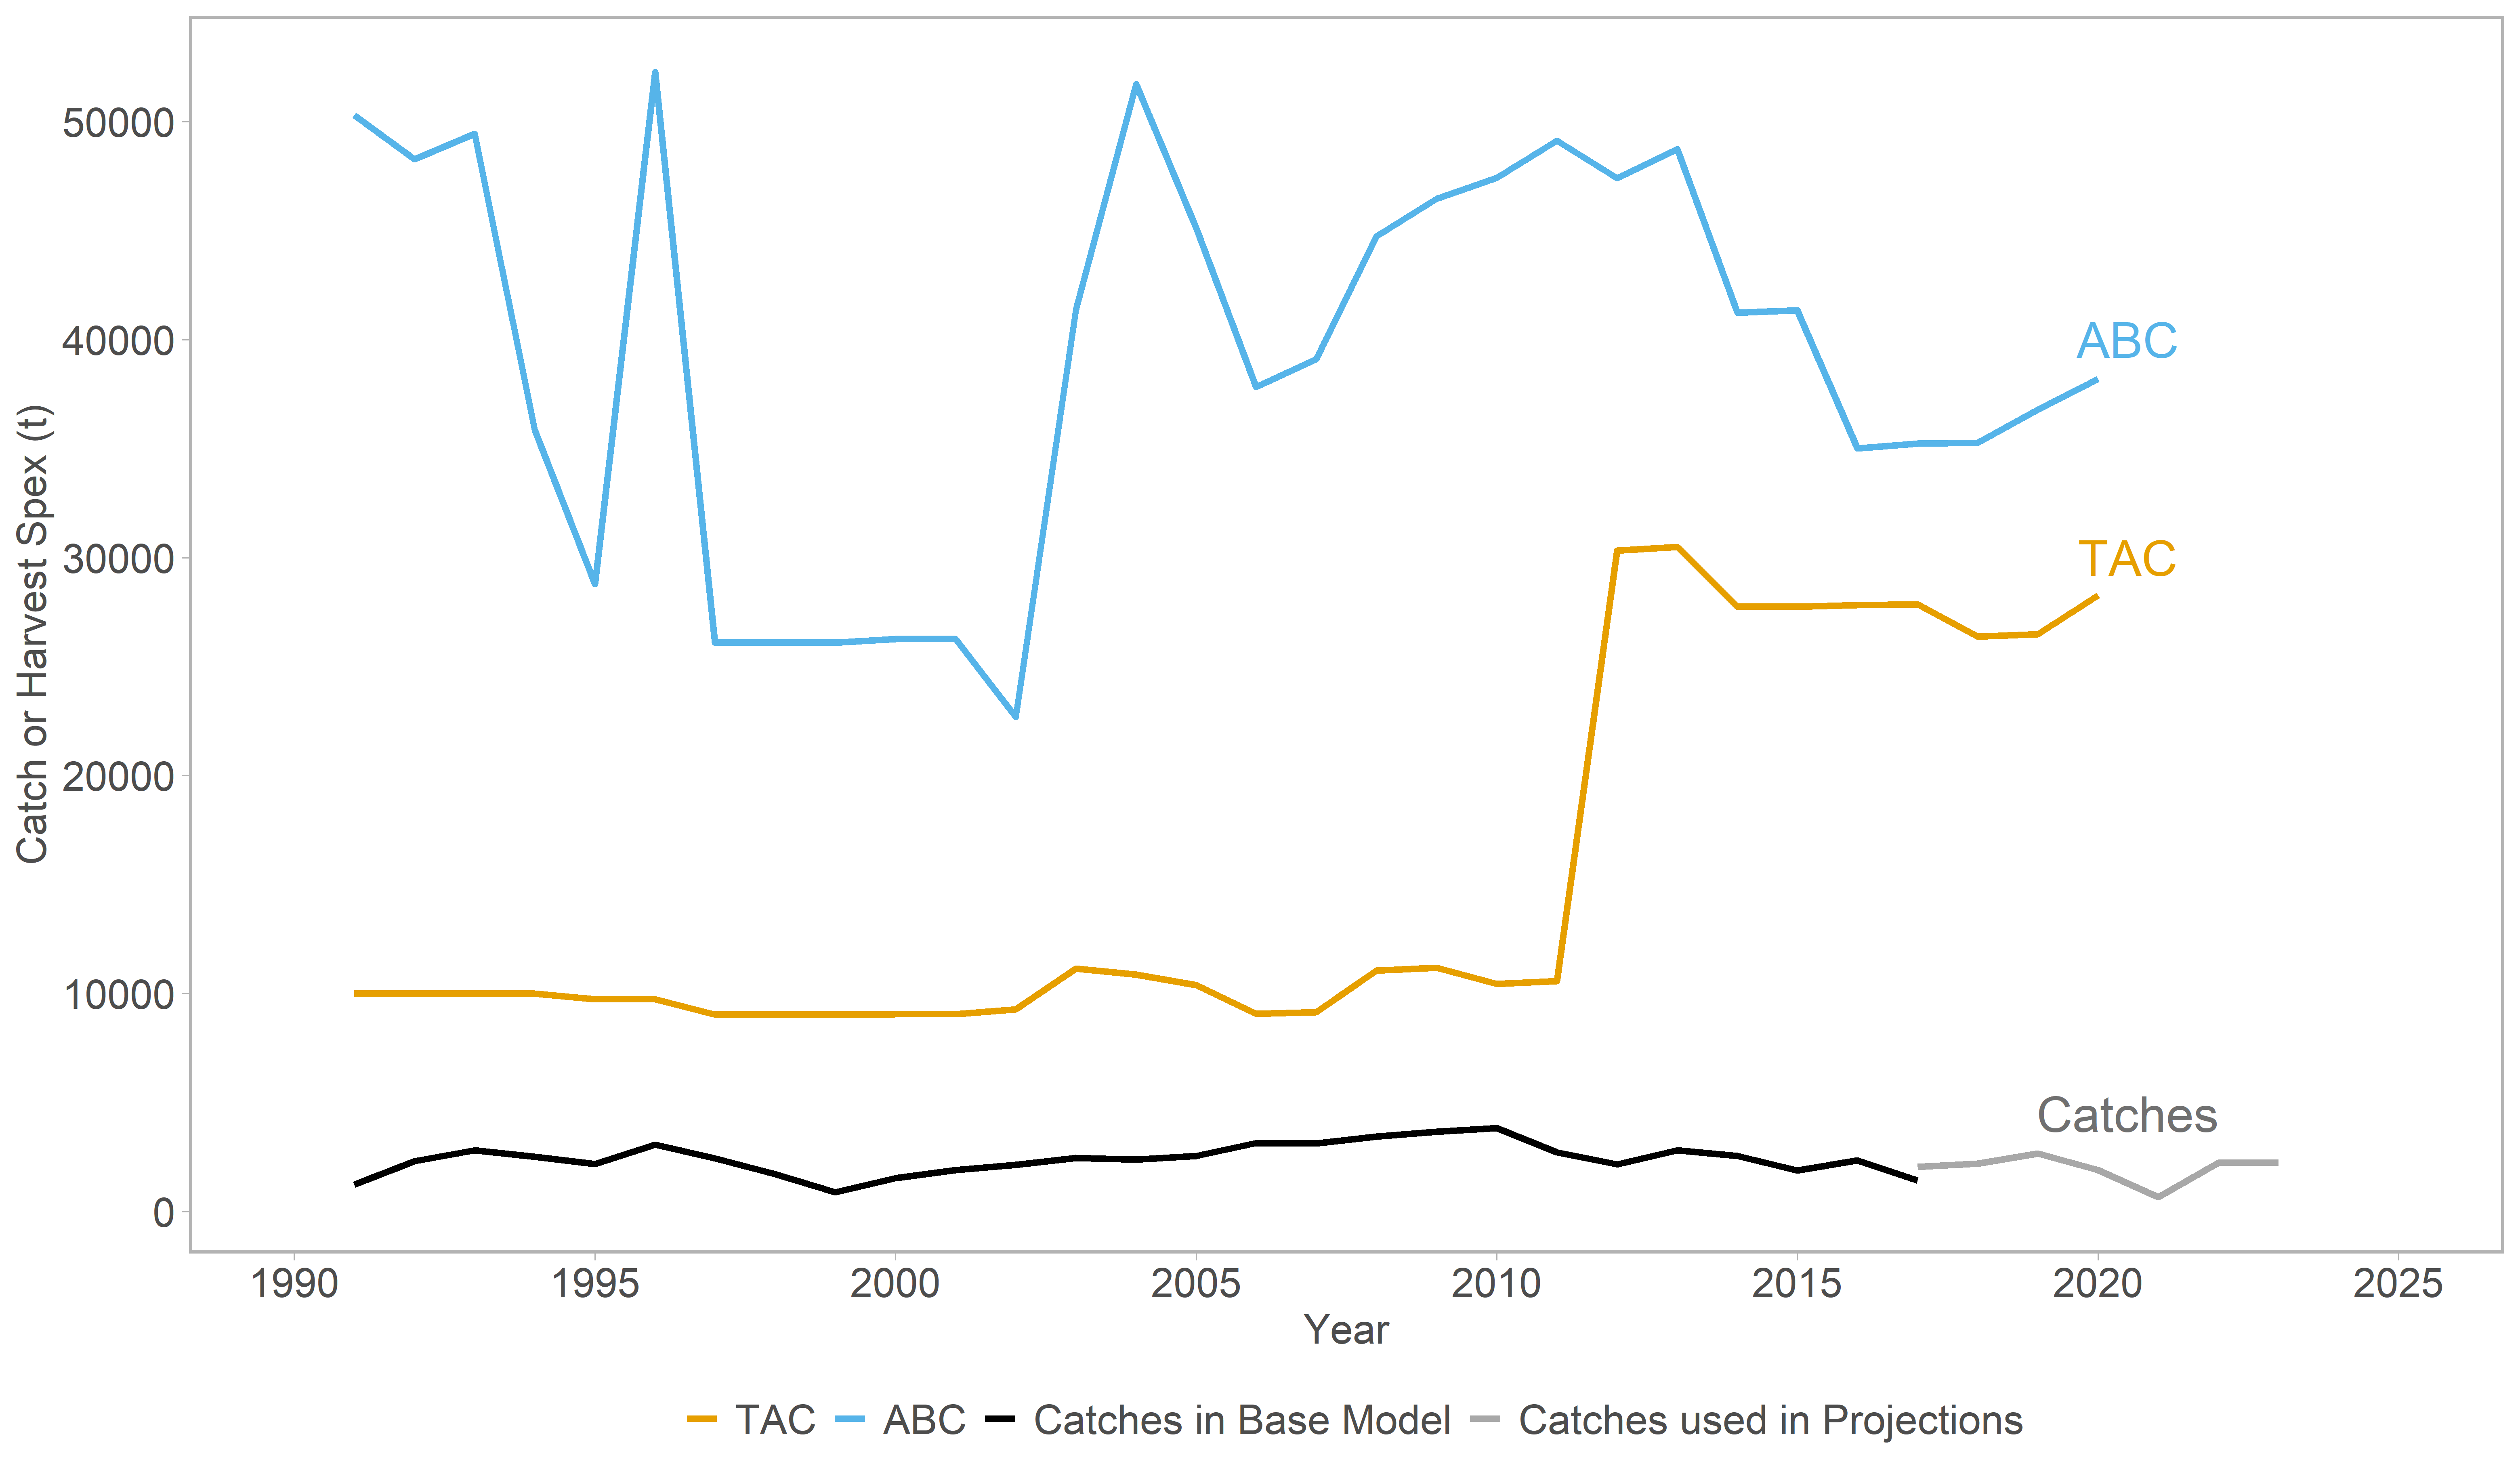 Catch or Harvest Spex (t)
50000
40000
30000
20000
10000
0
ABC
TAC
Catches
1990 1995 2000 2005 2010 2015 2020 2025
Year
TAC ABC Catches in Base Model Catches used in Projections